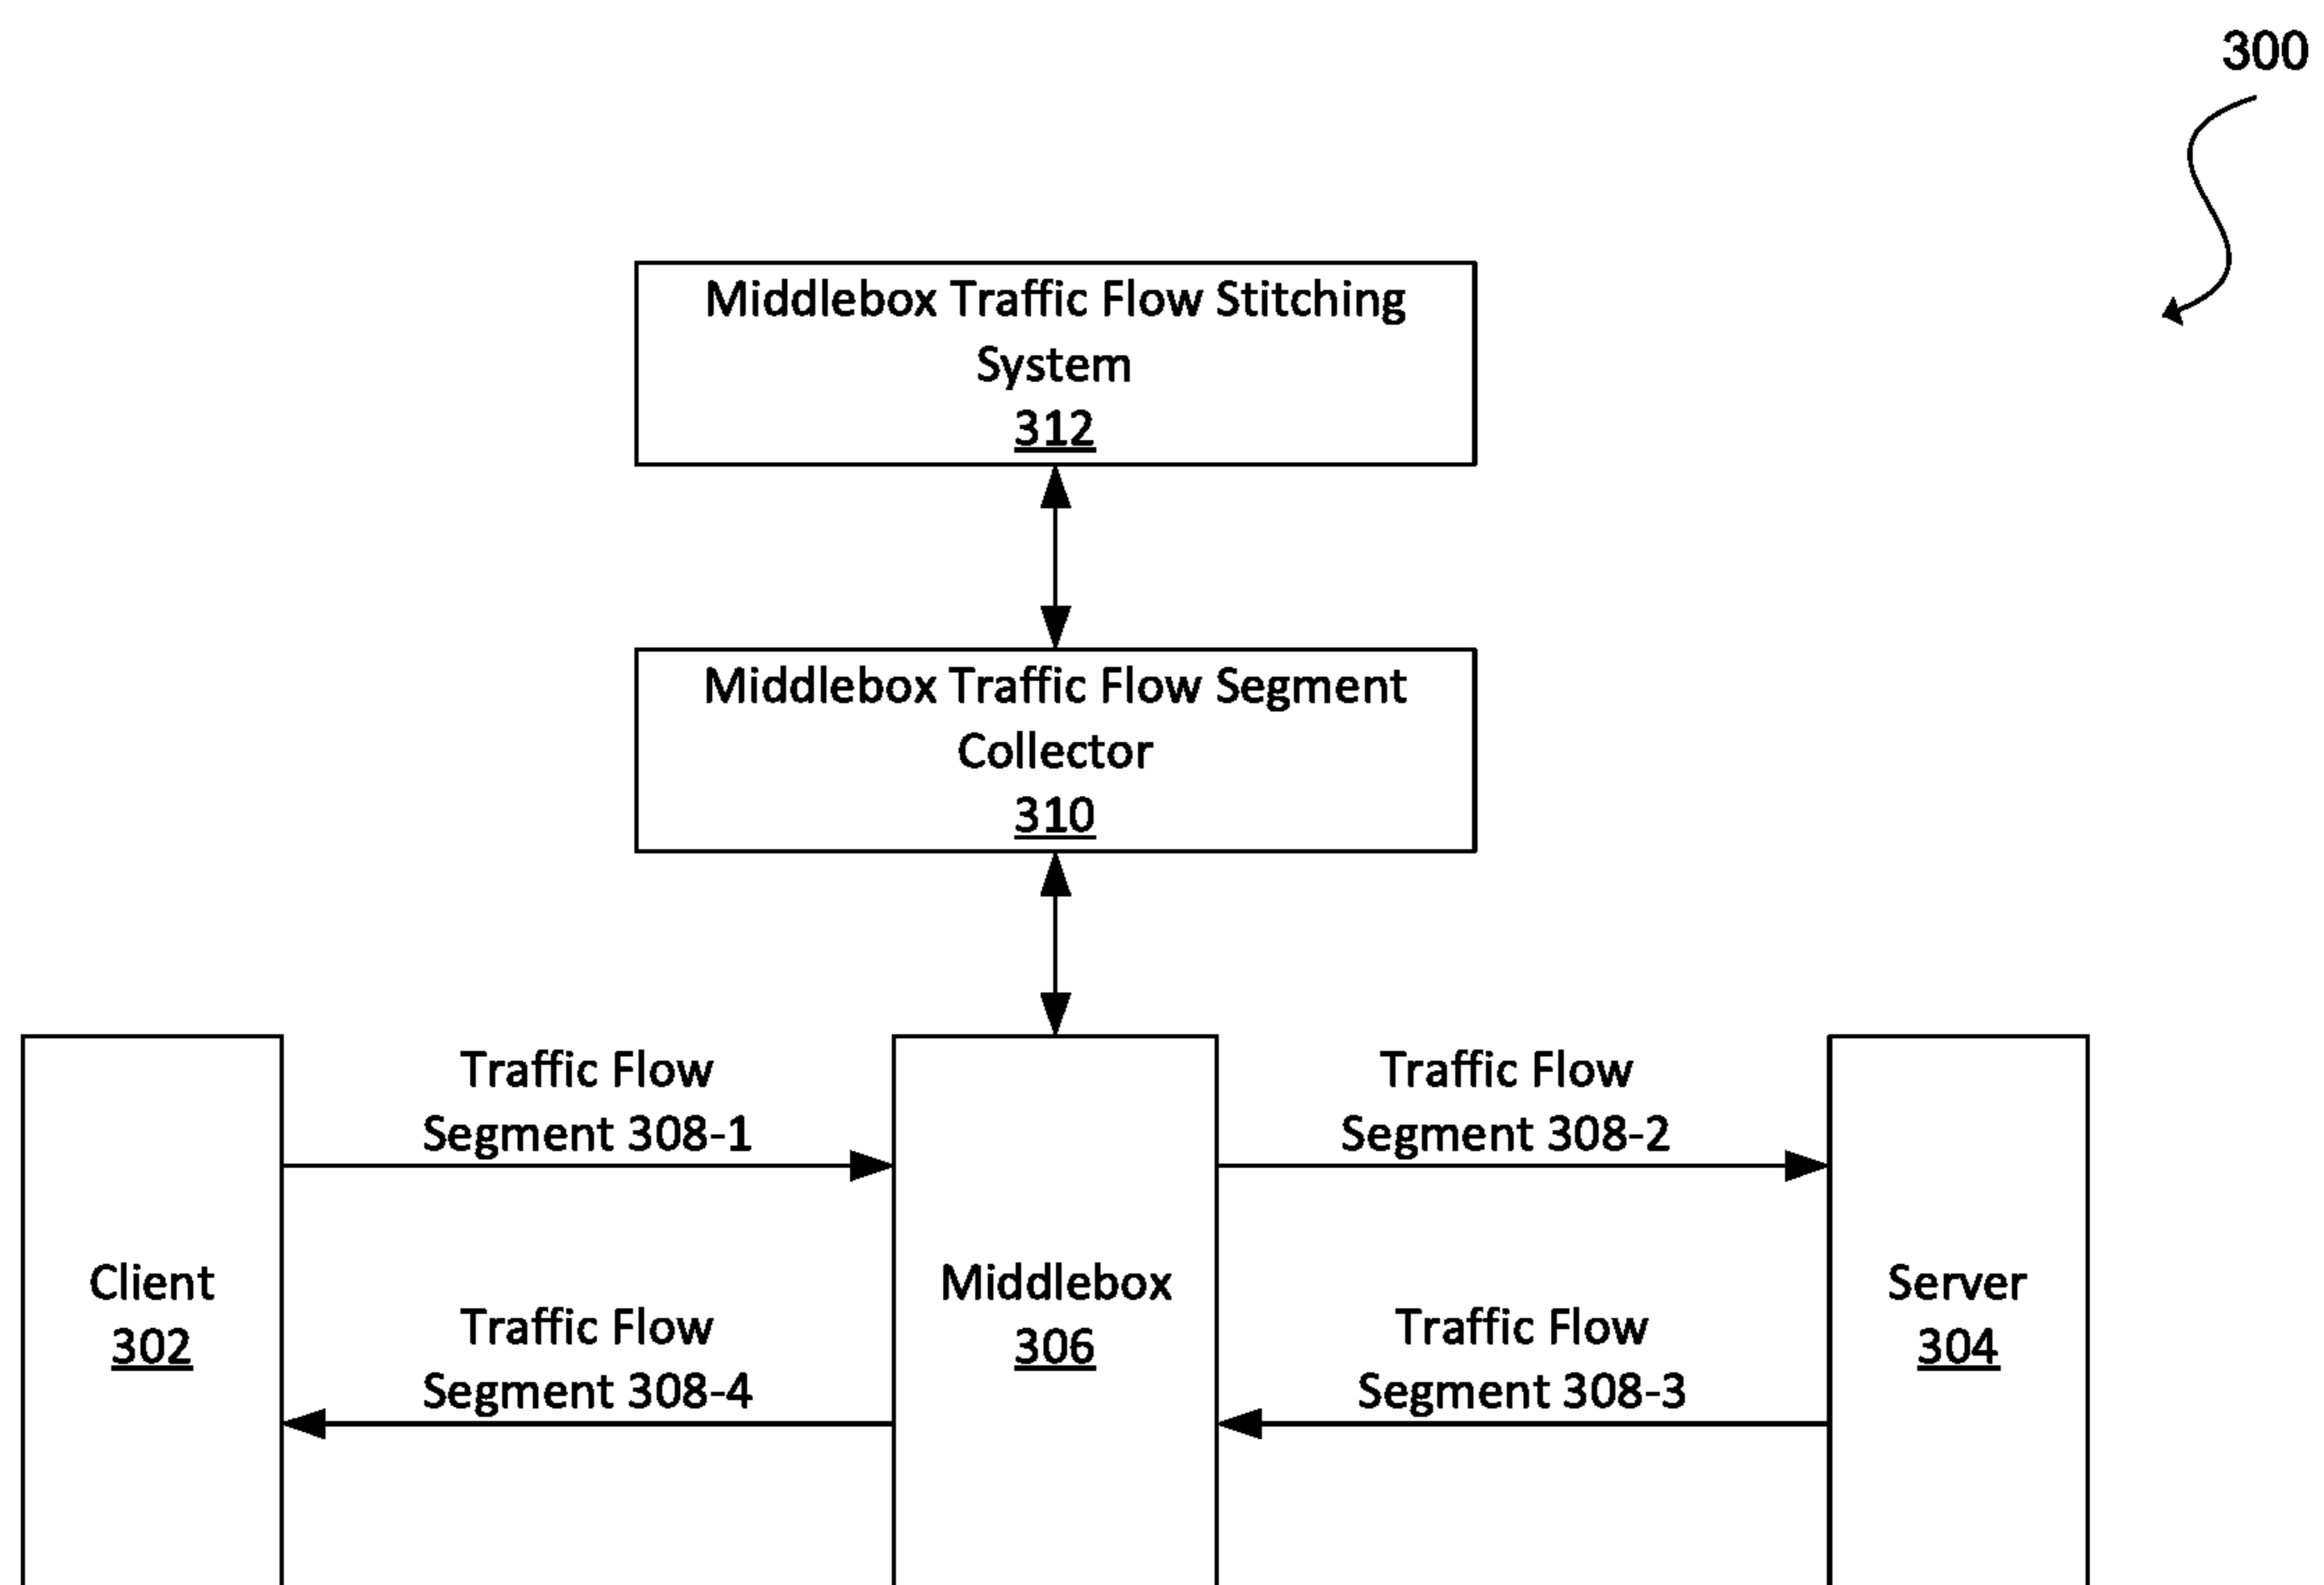 300
Middlebox Traffic Flow Stitching
System
312
Middlebox Traffic Flow Segment
Collector
310
Traffic Flow
Segment 308-1
Traffic Flow
Segment 308-2
Client
302
Middlebox
306
Server
304
Traffic Flow
Segment 308-4
Traffic Flow
Segment 308-3